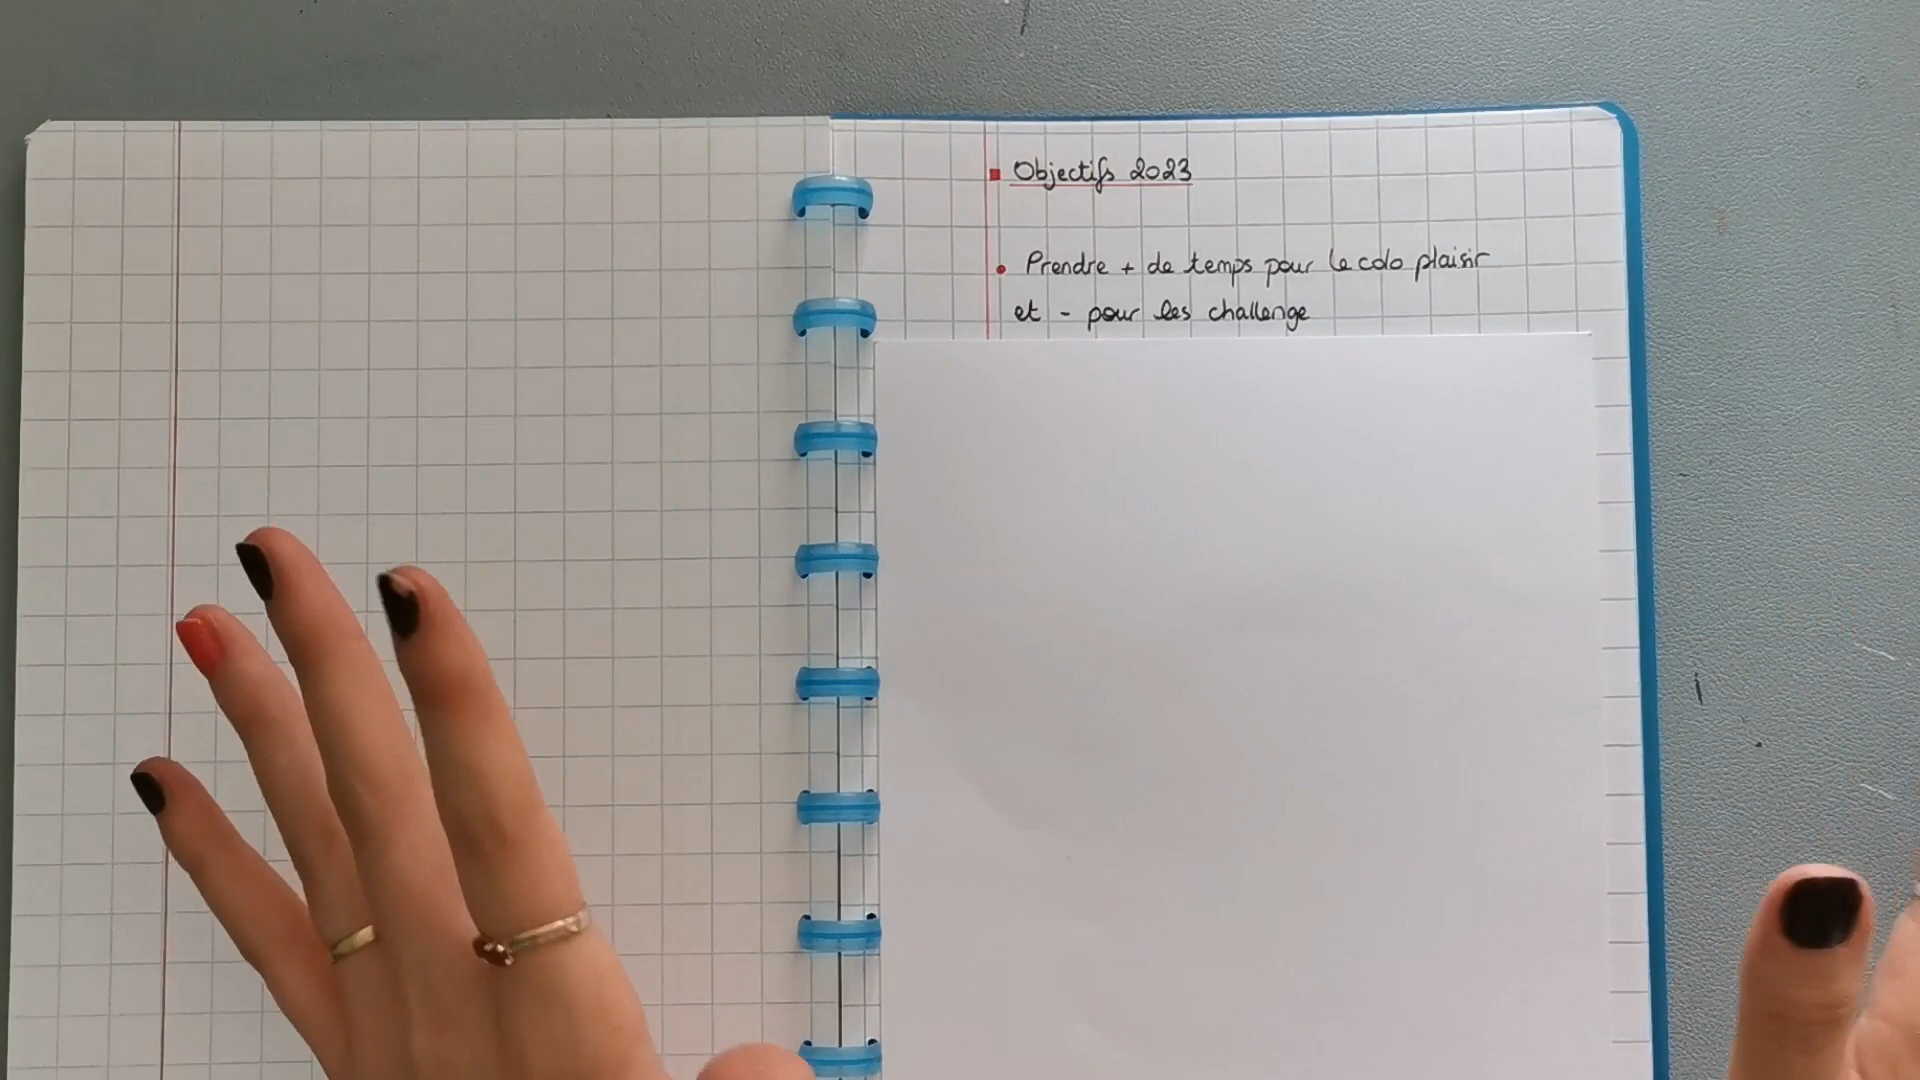 Objectifs 2023
Prendre + de temps pour le colo plaisir
et - pour les challenge